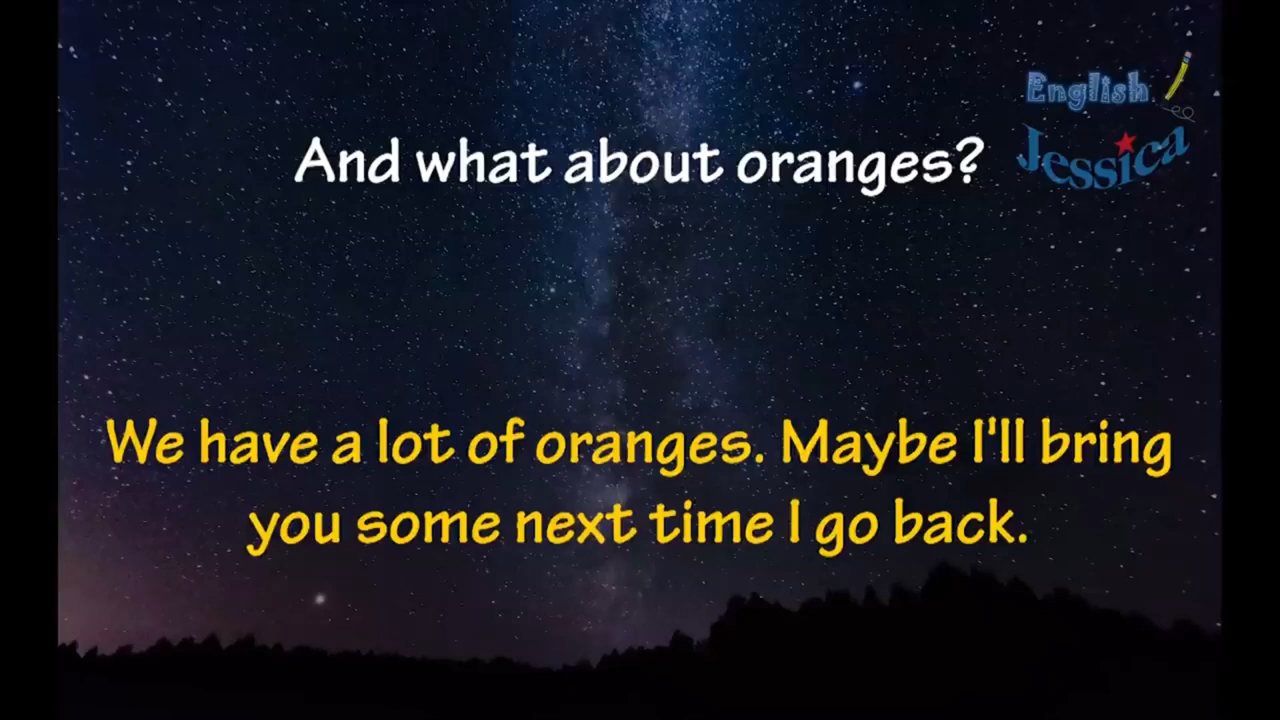 English
Jessica
And what about oranges?
We have a lot of oranges. Maybe I'll bring
you some next time I go back.